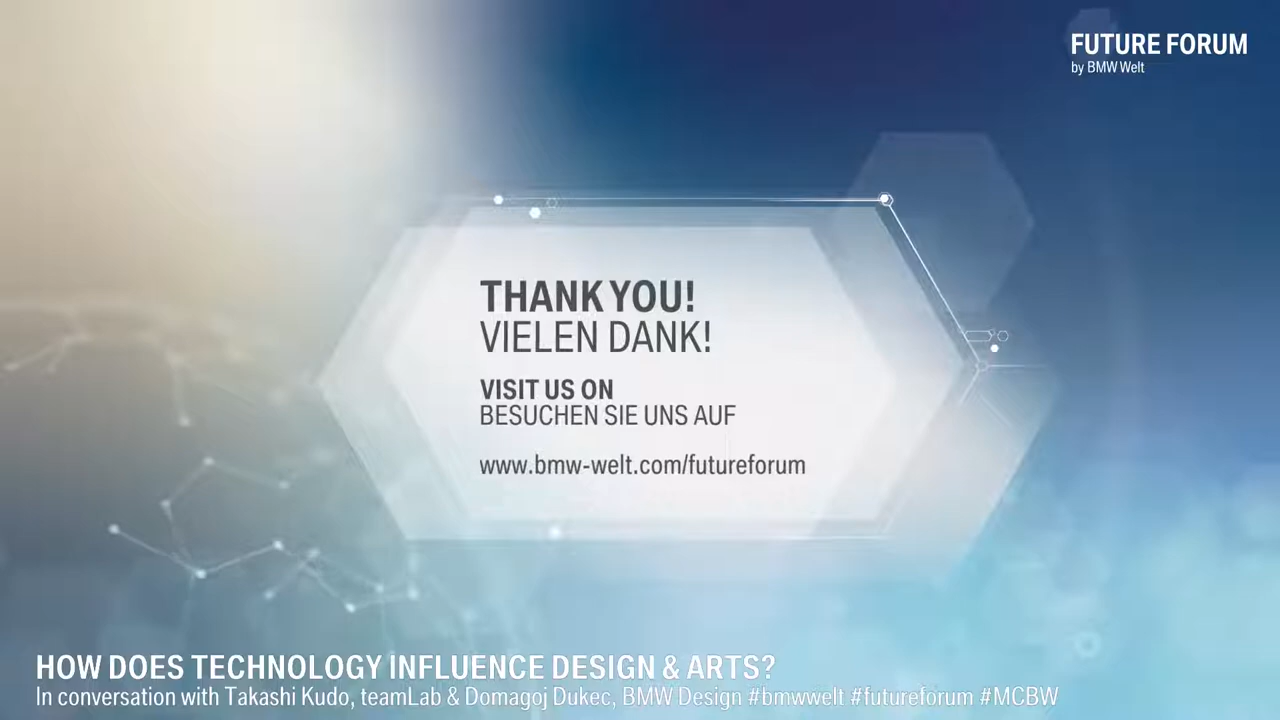 FUTURE FORUM
by BMW Welt
THANK YOU!
VIELEN DANK!
VISIT US ON
BESUCHEN SIE UNS AUF
www.bmw-welt.com/futureforum
HOW DOES TECHNOLOGY INFLUENCE DESIGN & ARTS?
In conversation with Takashi Kudo, teamLab & Domagoj Dukec, BMW Design #bmwwelt #futureforum #MCBW